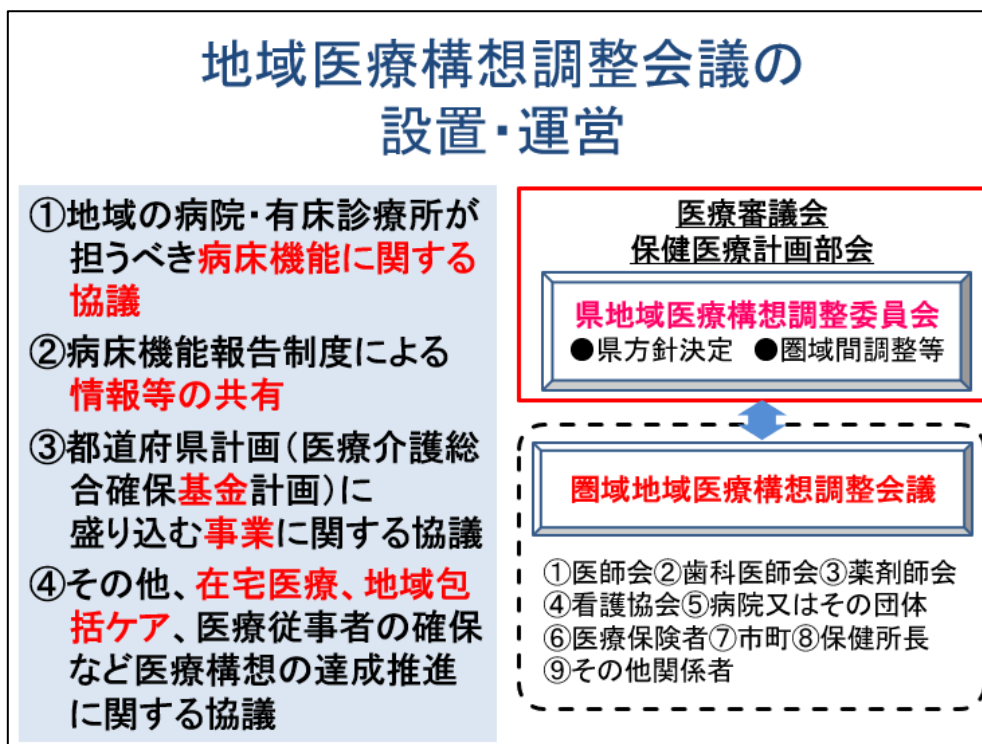 地域医療構想調整会議の
設置・運営
①地域の病院・有床診療所が
担うべき病床機能に関する
協議
②病床機能報告制度による
情報等の共有
③都道府県計画(医療介護総
合確保基金計画)に
盛り込む事業に関する協議
④その他、在宅医療、地域包
括ケア、医療従事者の確保
など医療構想の達成推進
に関する協議
医療審議会
保健医療計画部会
県地域医療構想調整委員会
●県方針決定 ●圏域間調整等
圏域地域医療構想調整会議
①医師会②歯科医師会③薬剤師会
④看護協会⑤病院又はその団体
⑥医療保険者⑦市町⑧保健所長
⑨その他関係者